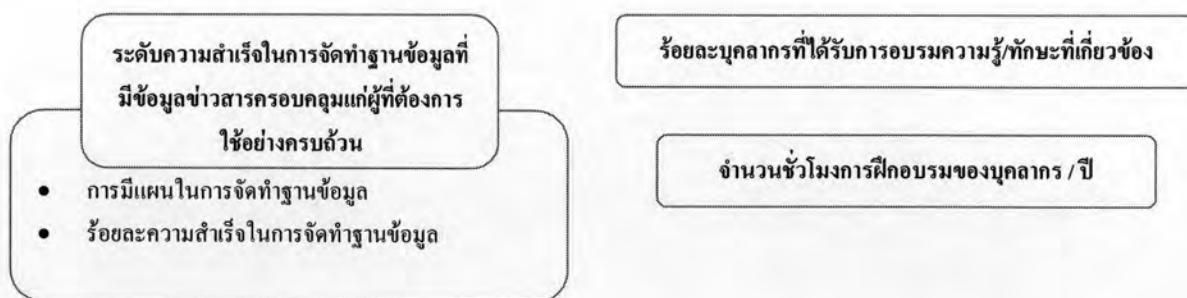 ระดับความสำเร็จในการจัดทำฐานข้อมูลที่
มีข้อมูลข่าวสารครอบคลุมแก่ผู้ที่ต้องการ
ใช้อย่างครบถ้วน
• การมีแผนในการจัดทำฐานข้อมูล
• ร้อยละความสำเร็จในการจัดทำฐานข้อมูล
ร้อยละบุคลากรที่ได้รับการอบรมความรู้/ทักษะที่เกี่ยวข้อง
จำนวนชั่วโมงการฝึกอบรมของบุคลากร / ปี